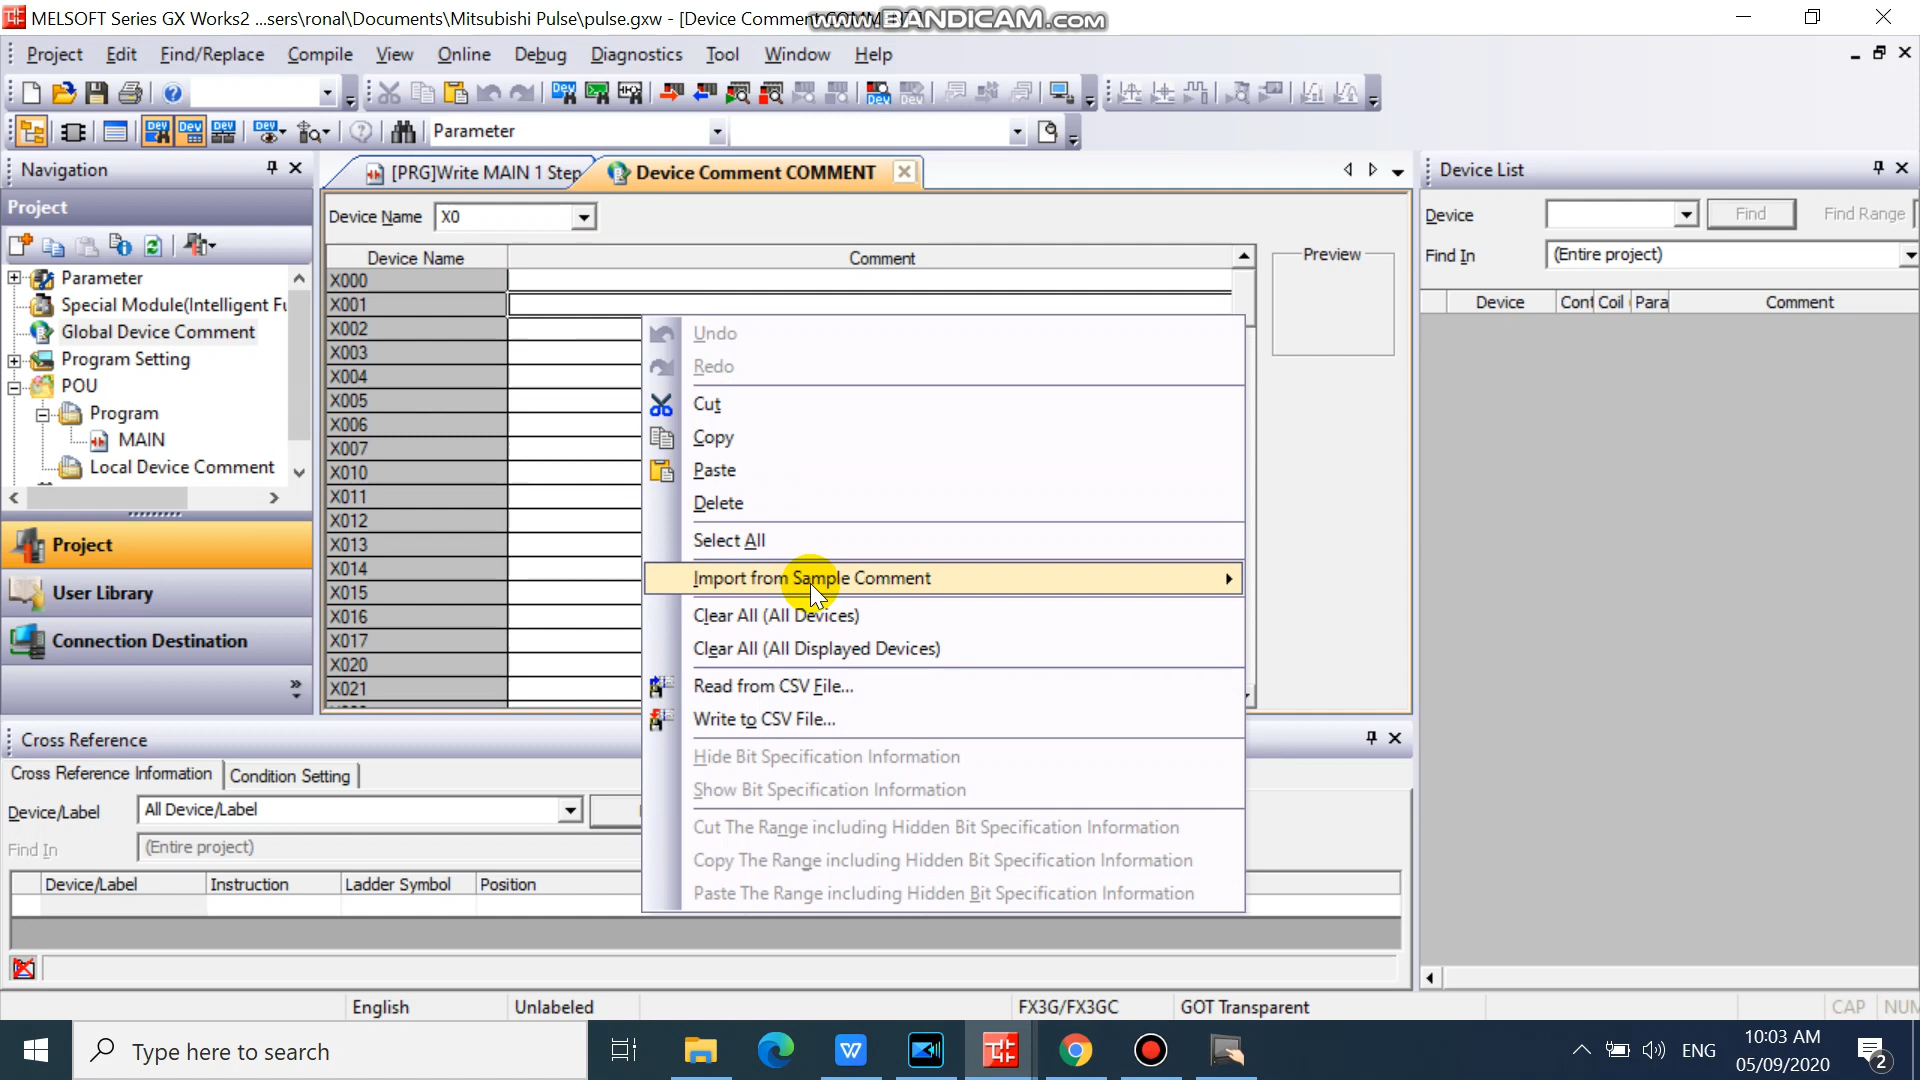 MELSOFT Series GX Works2 ...sers\ronal\Documents\Mitsubishi Pulse\pulse.gxw - [Device Comment COMM
www.BANDICAM.com
Project Edit Find/Replace Compile View Online Debug Diagnostics Tool Window Help
Parameter
Navigation
Project
Parameter
Special Module(Intelligent Fu
Global Device Comment
Program Setting
POU
Program
MAIN
Local Device Comment
Project
User Library
Connection Destination
[PRG]Write MAIN 1 Step
Device Comment COMMENT
Device Name X0
Device Name Comment
X000
X001
X002
X003
X004
X005
X006
X007
X010
X011
X012
X013
X014
X015
X016
X017
X020
X021
Preview
Undo
Redo
Cut
Copy
Paste
Delete
Select All
Import from Sample Comment
Clear All (All Devices)
Clear All (All Displayed Devices)
Read from CSV File...
Write to CSV File...
Hide Bit Specification Information
Show Bit Specification Information
Cut The Range including Hidden Bit Specification Information
Copy The Range including Hidden Bit Specification Information
Paste The Range including Hidden Bit Specification Information
Device List
Device Find Find Range
Find In (Entire project)
Device Cont Coil Para Comment
Cross Reference
Cross Reference Information Condition Setting
Device/Label All Device/Label
Find In (Entire project)
Device/Label Instruction Ladder Symbol Position
English Unlabeled FX3G/FX3GC GOT Transparent CAP NUM
Type here to search
ENG
10:03 AM
05/09/2020
2